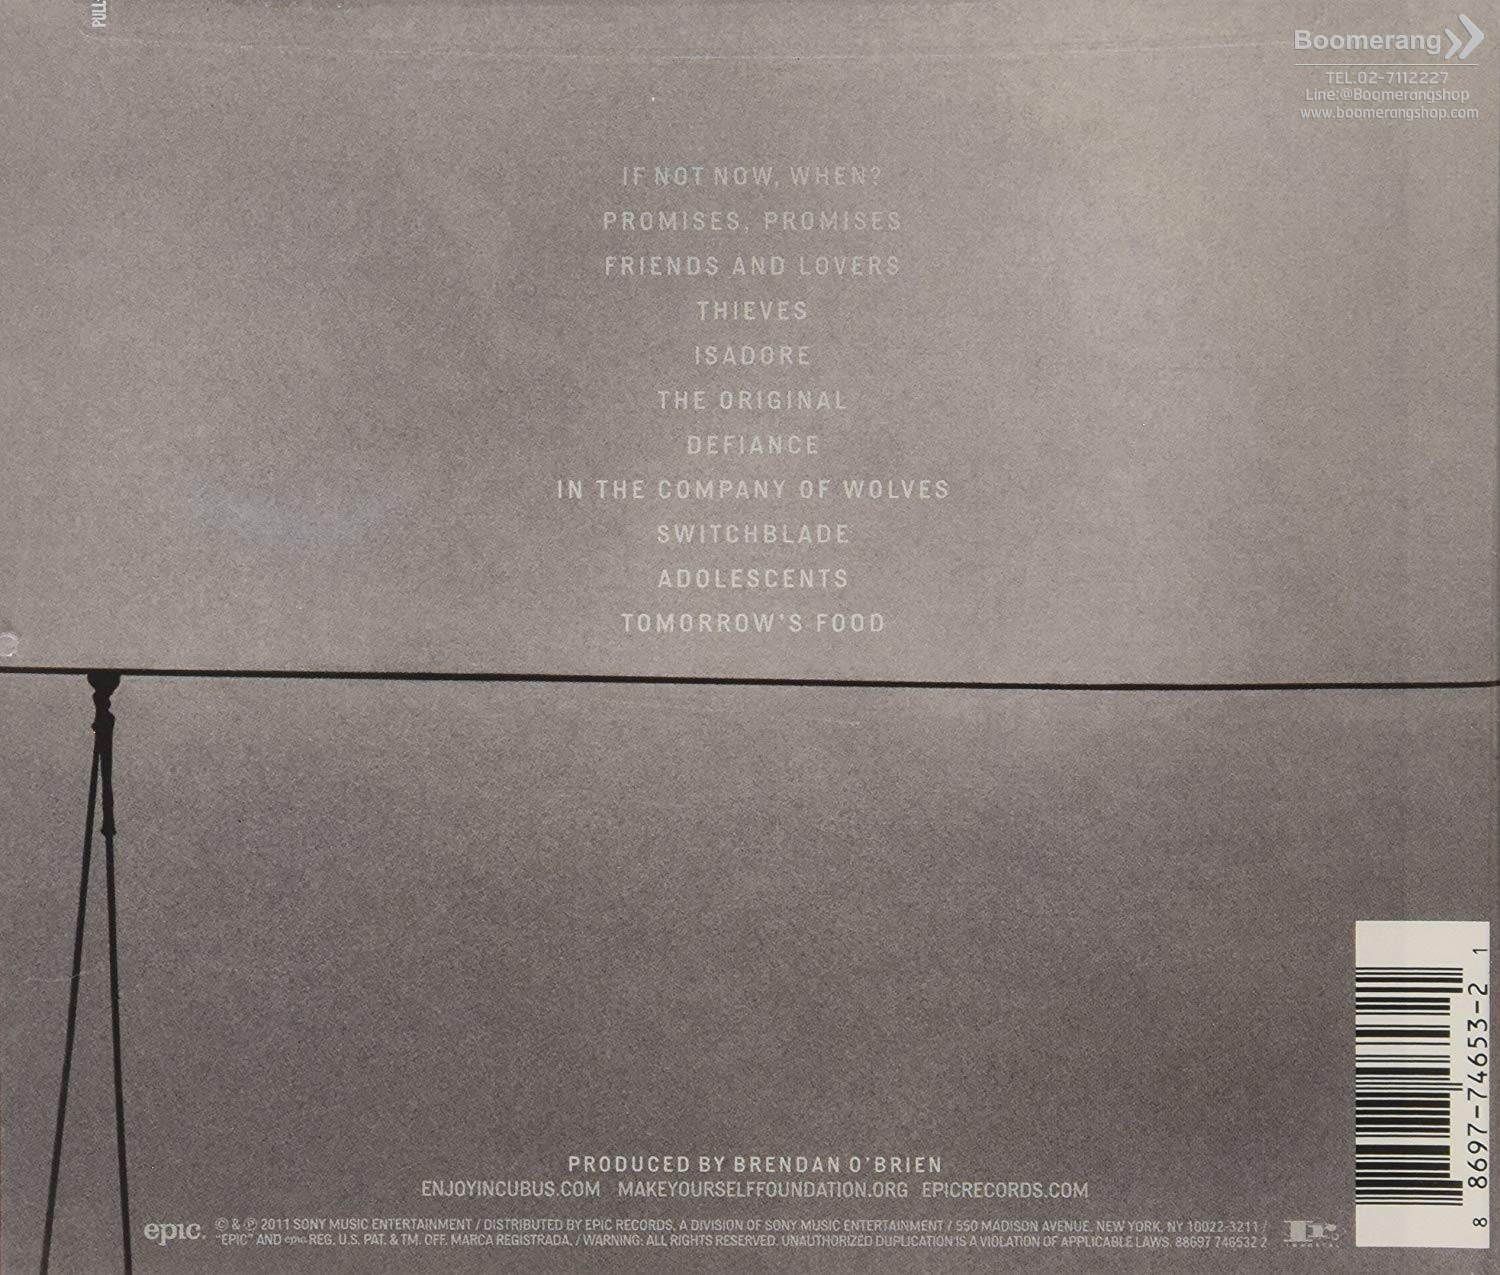 PULL
Boomerang
TEL.02-7112227
Line:@Boomerangshop
www.boomerangshop.com
IF NOT NOW, WHEN?
PROMISES, PROMISES
FRIENDS AND LOVERS
THIEVES
ISADORE
THE ORIGINAL
DEFIANCE
IN THE COMPANY OF WOLVES
SWITCHBLADE
ADOLESCENTS
TOMORROW'S FOOD
PRODUCED BY BRENDAN O'BRIEN
ENJOYINCUBUS.COM MAKEYOURSELFFOUNDATION.ORG EPICRECORDS.COM
epic. © & ℗ 2011 SONY MUSIC ENTERTAINMENT / DISTRIBUTED BY EPIC RECORDS, A DIVISION OF SONY MUSIC ENTERTAINMENT / 550 MADISON AVENUE, NEW YORK, NY 10022-3211 /
"EPIC" AND epic REG. U.S. PAT. & TM. OFF. MARCA REGISTRADA. / WARNING: ALL RIGHTS RESERVED. UNAUTHORIZED DUPLICATION IS A VIOLATION OF APPLICABLE LAWS. 88697 746532 2
8 8697-74653-2 1